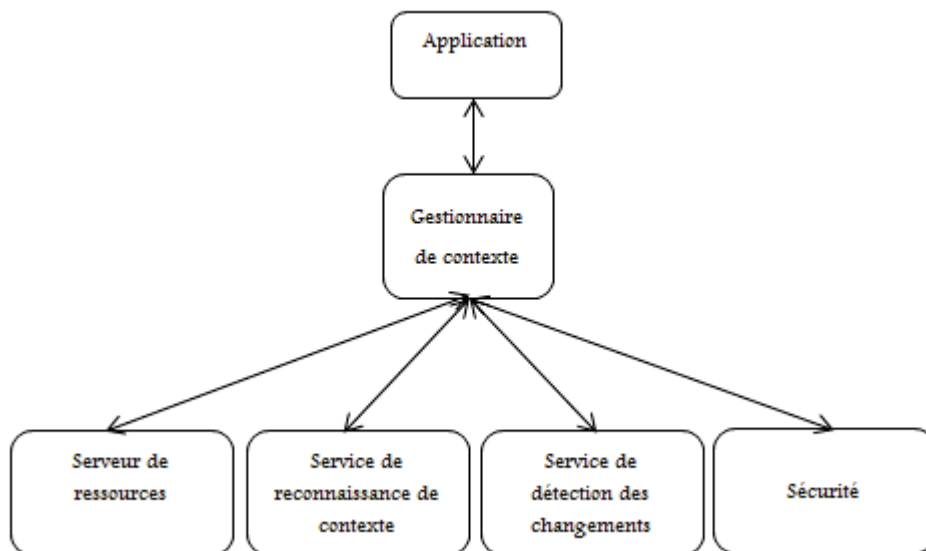 Application
Gestionnaire
de contexte
Serveur de
ressources
Service de
reconnaissance de
contexte
Service de
détection des
changements
Sécurité